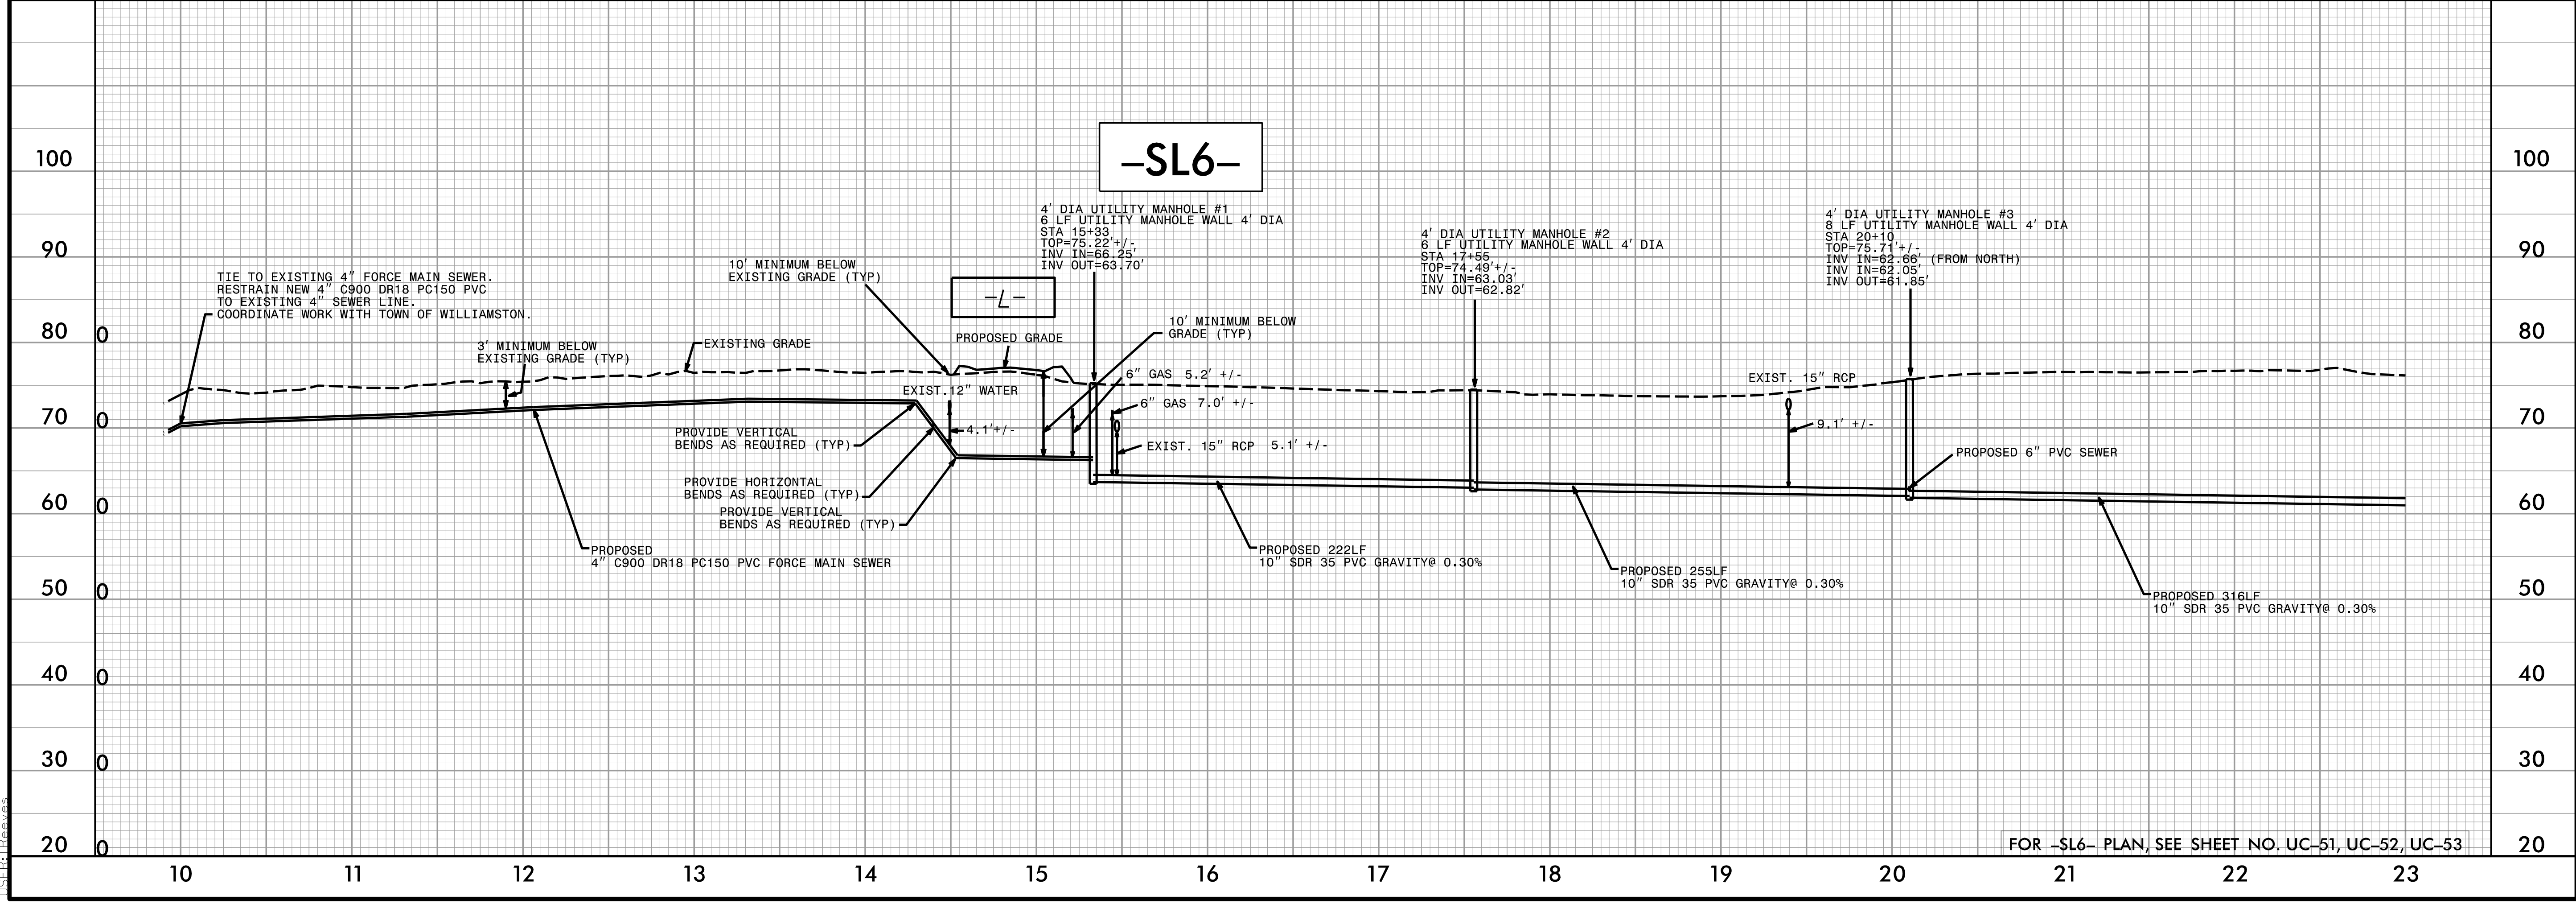 100
90
80
70
60
50
40
30
20
0
0
0
0
0
0
0
–SL6–
TIE TO EXISTING 4" FORCE MAIN SEWER.
RESTRAIN NEW 4" C900 DR18 PC150 PVC
TO EXISTING 4" SEWER LINE.
COORDINATE WORK WITH TOWN OF WILLIAMSTON.
3' MINIMUM BELOW
EXISTING GRADE (TYP)
EXISTING GRADE
10' MINIMUM BELOW
EXISTING GRADE (TYP)
-L-
PROPOSED GRADE
4' DIA UTILITY MANHOLE #1
6 LF UTILITY MANHOLE WALL 4' DIA
STA 15+33
TOP=75.22'+/-
INV IN=66.25'
INV OUT=63.70'
10' MINIMUM BELOW
GRADE (TYP)
6" GAS 5.2' +/-
EXIST.12" WATER
6" GAS 7.0' +/-
4.1'+/-
EXIST. 15" RCP 5.1' +/-
PROVIDE VERTICAL
BENDS AS REQUIRED (TYP)
PROVIDE HORIZONTAL
BENDS AS REQUIRED (TYP)
PROVIDE VERTICAL
BENDS AS REQUIRED (TYP)
PROPOSED
4" C900 DR18 PC150 PVC FORCE MAIN SEWER
4' DIA UTILITY MANHOLE #2
6 LF UTILITY MANHOLE WALL 4' DIA
STA 17+55
TOP=74.49'+/-
INV IN=63.03'
INV OUT=62.82'
4' DIA UTILITY MANHOLE #3
8 LF UTILITY MANHOLE WALL 4' DIA
STA 20+10
TOP=75.71'+/-
INV IN=62.66' (FROM NORTH)
INV IN=62.05'
INV OUT=61.85'
EXIST. 15" RCP
9.1' +/-
PROPOSED 6" PVC SEWER
PROPOSED 222LF
10" SDR 35 PVC GRAVITY@ 0.30%
PROPOSED 255LF
10" SDR 35 PVC GRAVITY@ 0.30%
PROPOSED 316LF
10" SDR 35 PVC GRAVITY@ 0.30%
100
90
80
70
60
50
40
30
20
FOR –SL6– PLAN, SEE SHEET NO. UC–51, UC–52, UC–53
10 11 12 13 14 15 16 17 18 19 20 21 22 23